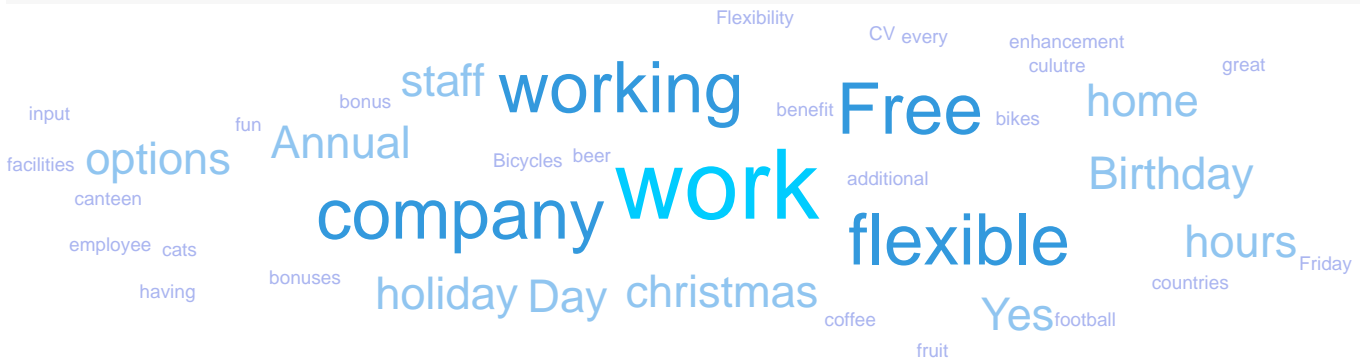 Flexibility
CV every
enhancement
culutre
great
staff working
bonus
benefit Free bikes
home
input
fun
Annual
facilities options
Bicycles beer
work
additional
Birthday
canteen
company
flexible
hours
employee cats
Friday
having
bonuses
holiday Day christmas
countries
coffee
Yes football
fruit